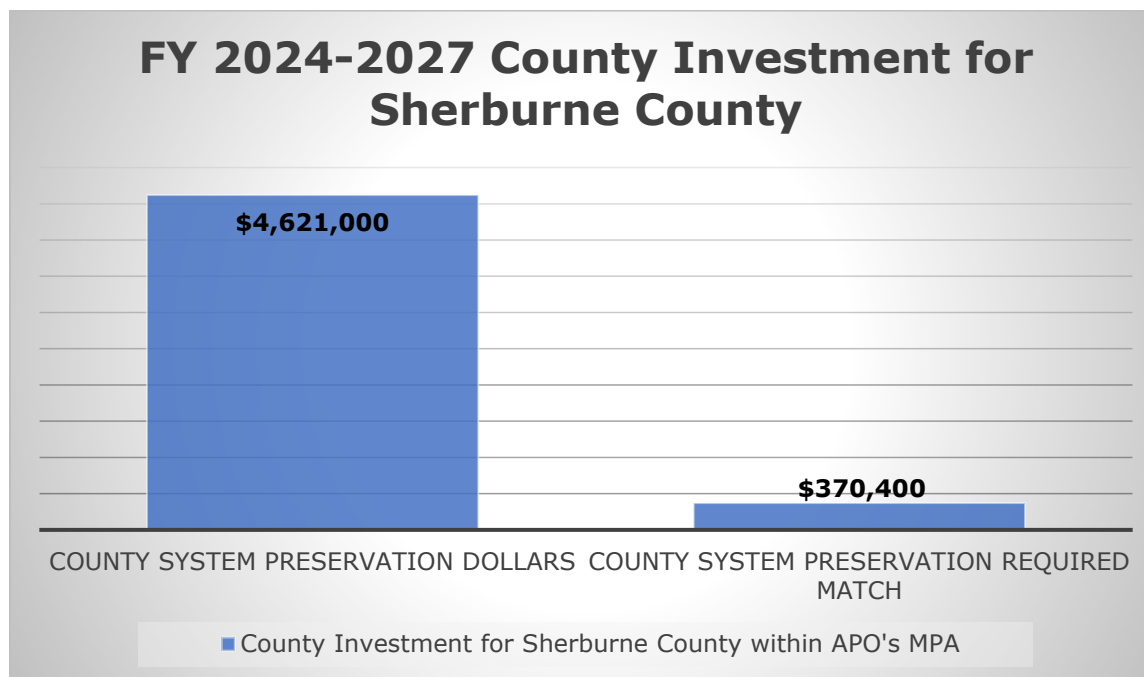 FY 2024-2027 County Investment for
Sherburne County
$4,621,000
$370,400
COUNTY SYSTEM PRESERVATION DOLLARS
COUNTY SYSTEM PRESERVATION REQUIRED
MATCH
County Investment for Sherburne County within APO's MPA